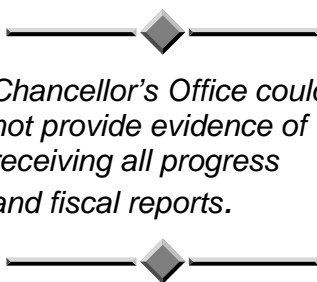 Chancellor's Office could
not provide evidence of
receiving all progress
and fiscal reports.